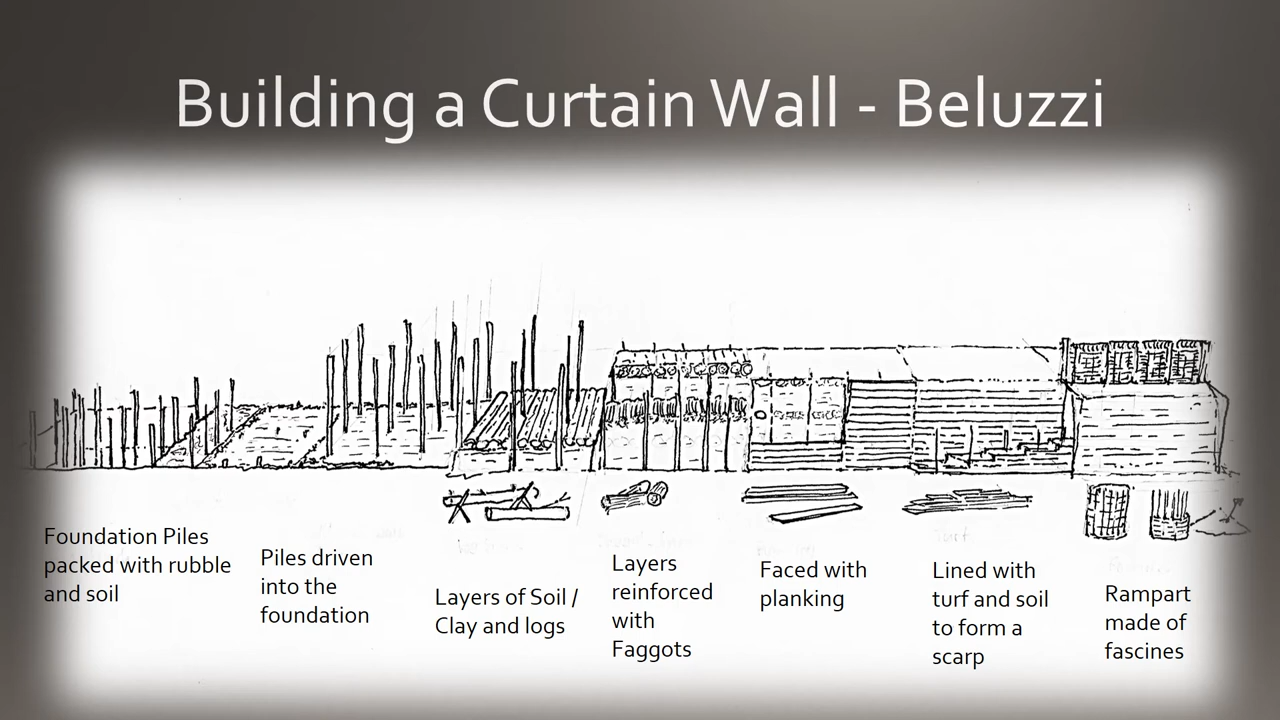 Building a Curtain Wall - Beluzzi
Foundation Piles
packed with rubble
and soil
Piles driven
into the
foundation
Layers of Soil /
Clay and logs
Layers
reinforced
with
Faggots
Faced with
planking
Lined with
turf and soil
to form a
scarp
Rampart
made of
fascines